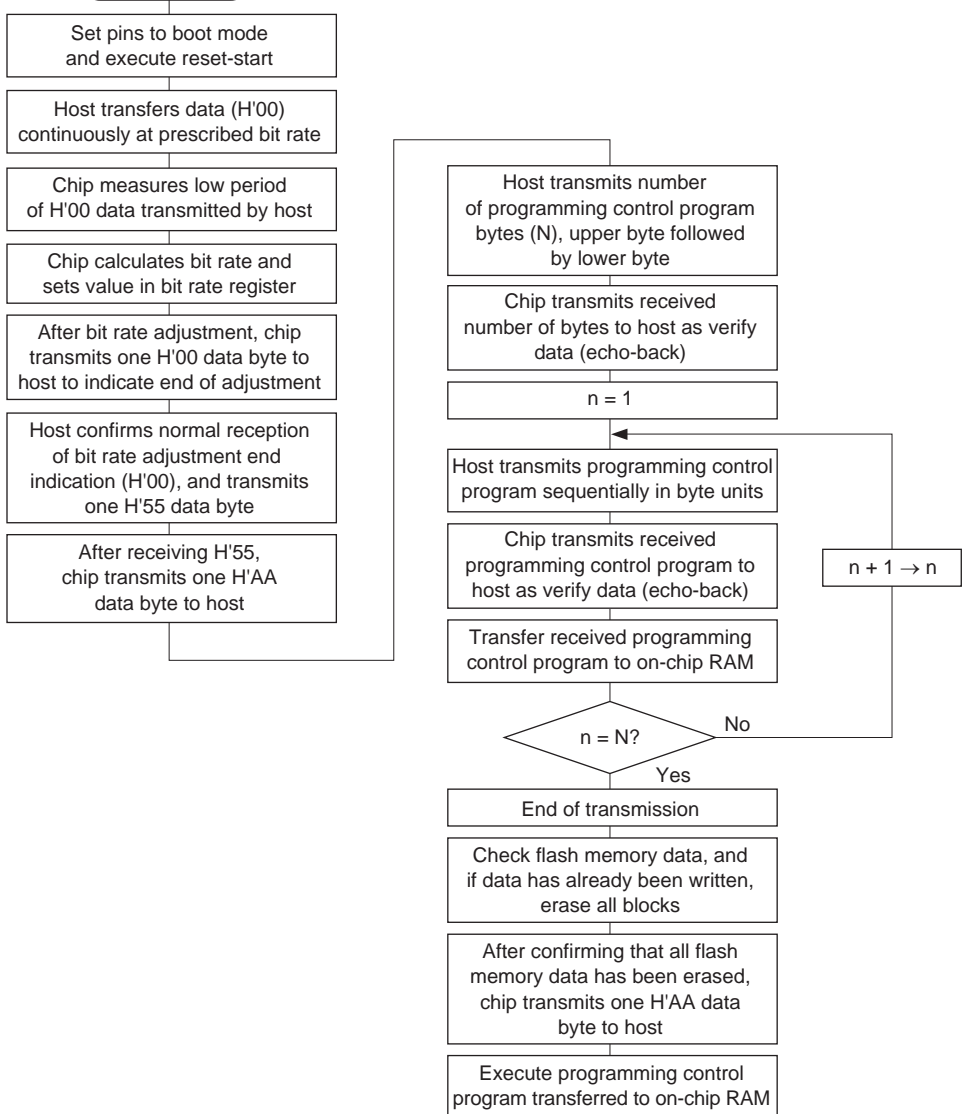 Set pins to boot mode
and execute reset-start
Host transfers data (H'00)
continuously at prescribed bit rate
Chip measures low period
of H'00 data transmitted by host
Chip calculates bit rate and
sets value in bit rate register
After bit rate adjustment, chip
transmits one H'00 data byte to
host to indicate end of adjustment
Host confirms normal reception
of bit rate adjustment end
indication (H'00), and transmits
one H'55 data byte
After receiving H'55,
chip transmits one H'AA
data byte to host
Host transmits number
of programming control program
bytes (N), upper byte followed
by lower byte
Chip transmits received
number of bytes to host as verify
data (echo-back)
n = 1
Host transmits programming control
program sequentially in byte units
Chip transmits received
programming control program to
host as verify data (echo-back)
n + 1 → n
Transfer received programming
control program to on-chip RAM
n = N?
No
Yes
End of transmission
Check flash memory data, and
if data has already been written,
erase all blocks
After confirming that all flash
memory data has been erased,
chip transmits one H'AA data
byte to host
Execute programming control
program transferred to on-chip RAM